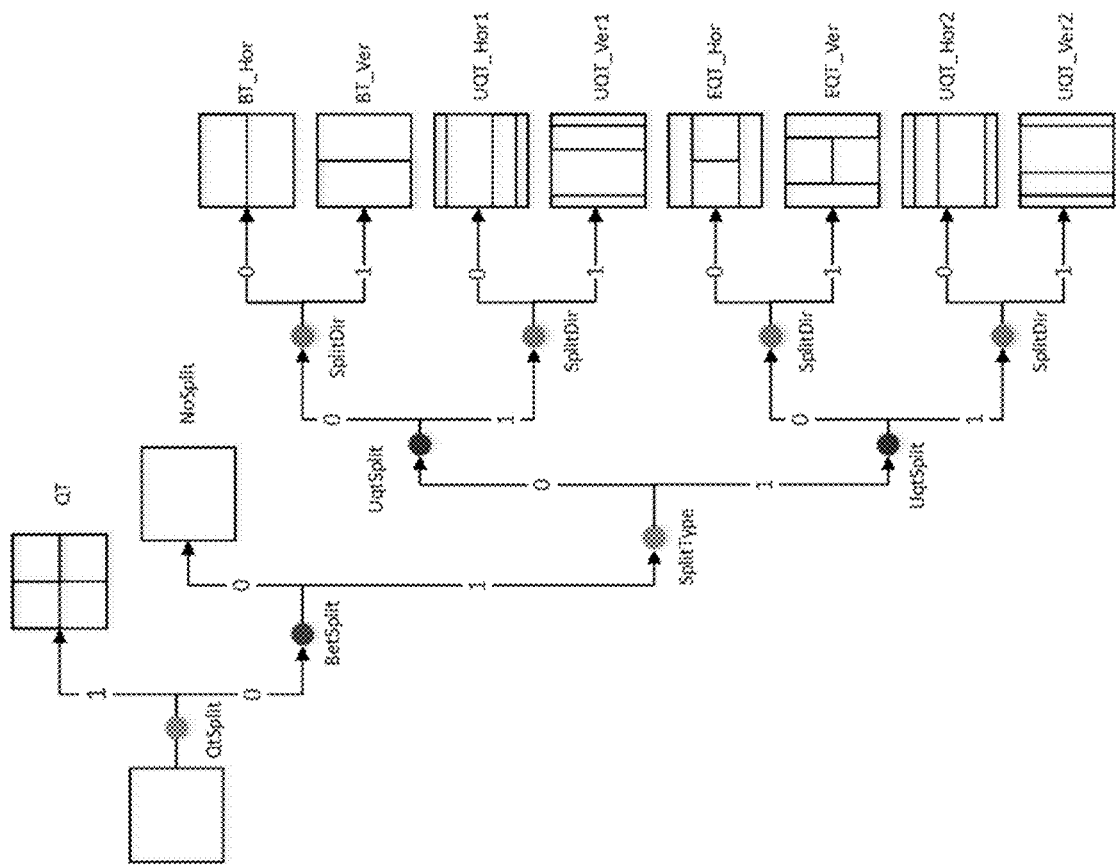 QtSplit
1
0
QT
BetSplit
0
1
NoSplit
SplitType
0
1
UqtSplit
0
1
SplitDir
0
1
BT_Hor
BT_Ver
SplitDir
0
1
UQT_Hor1
UQT_Ver1
UqtSplit
0
1
SplitDir
0
1
EQT_Hor
EQT_Ver
SplitDir
0
1
UQT_Hor2
UQT_Ver2